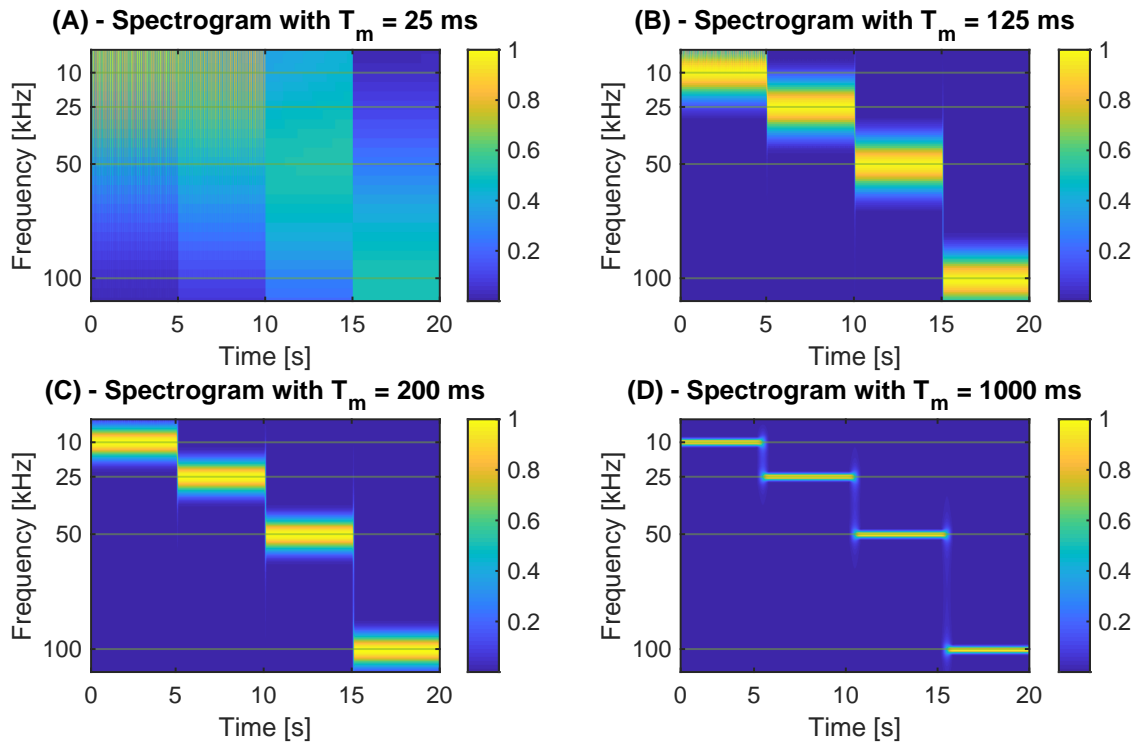 (A) - Spectrogram with T_m = 25 ms
Frequency [kHz]
10
25
50
100
0 5 10 15 20
Time [s]
1
0.8
0.6
0.4
0.2
(B) - Spectrogram with T_m = 125 ms
Frequency [kHz]
10
25
50
100
0 5 10 15 20
Time [s]
1
0.8
0.6
0.4
0.2
(C) - Spectrogram with T_m = 200 ms
Frequency [kHz]
10
25
50
100
0 5 10 15 20
Time [s]
1
0.8
0.6
0.4
0.2
(D) - Spectrogram with T_m = 1000 ms
Frequency [kHz]
10
25
50
100
0 5 10 15 20
Time [s]
1
0.8
0.6
0.4
0.2